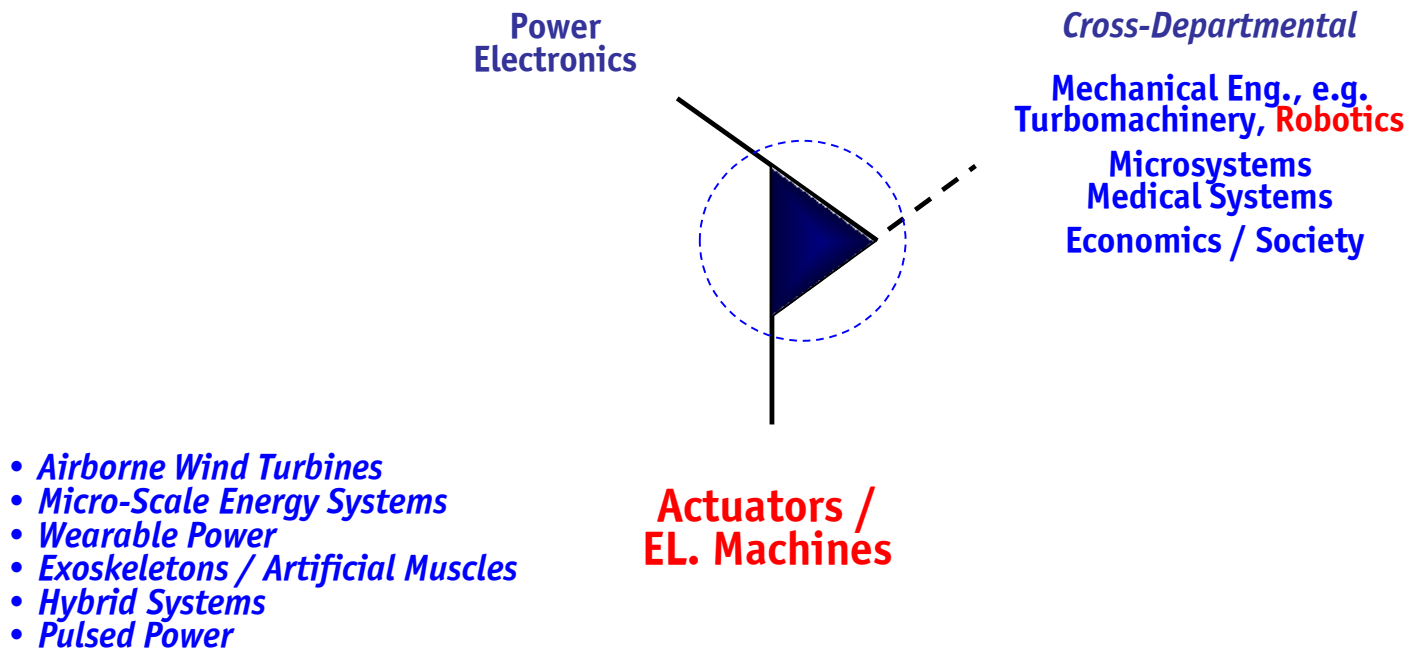 Power
Electronics
Cross-Departmental
Mechanical Eng., e.g.
Turbomachinery, Robotics
Microsystems
Medical Systems
Economics / Society
• Airborne Wind Turbines
• Micro-Scale Energy Systems
• Wearable Power
• Exoskeletons / Artificial Muscles
• Hybrid Systems
• Pulsed Power
Actuators /
EL. Machines